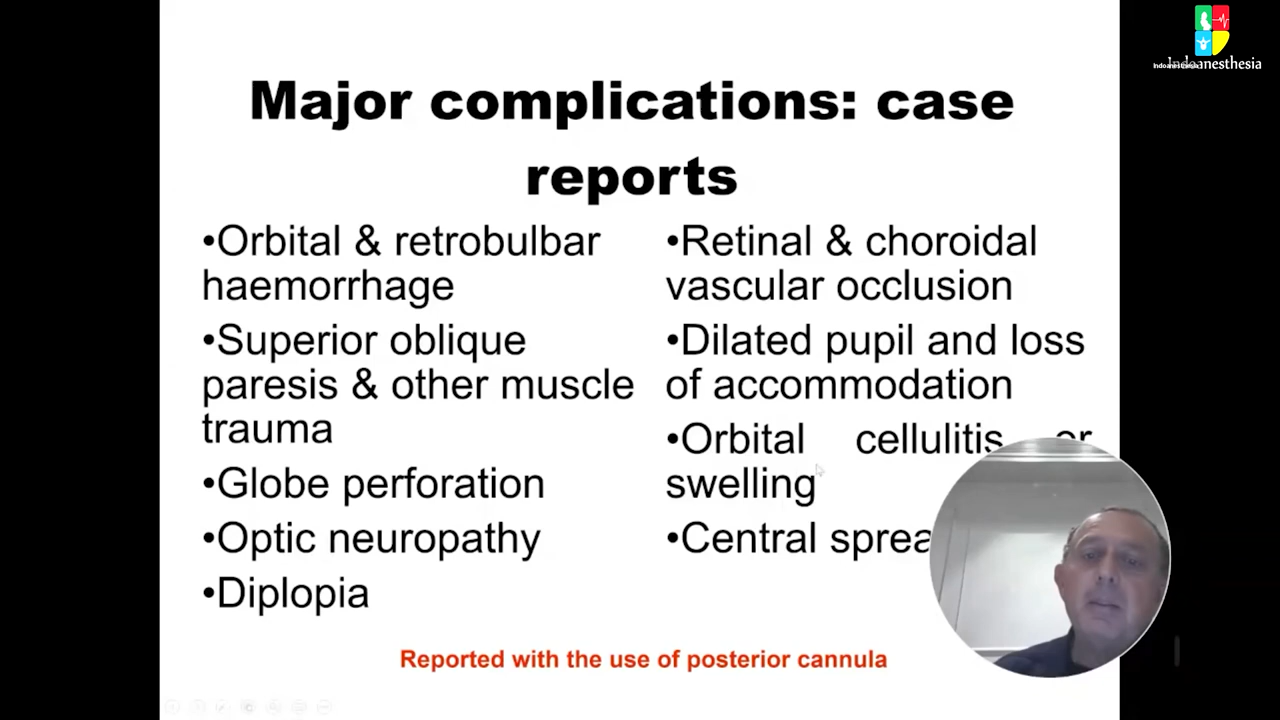 Indoanesthesia
Major complications: case
reports
•Orbital & retrobulbar
haemorrhage
•Superior oblique
paresis & other muscle
trauma
•Globe perforation
•Optic neuropathy
•Diplopia
•Retinal & choroidal
vascular occlusion
•Dilated pupil and loss
of accommodation
•Orbital cellulitis or
swelling
•Central
Reported with the use of posterior cannula